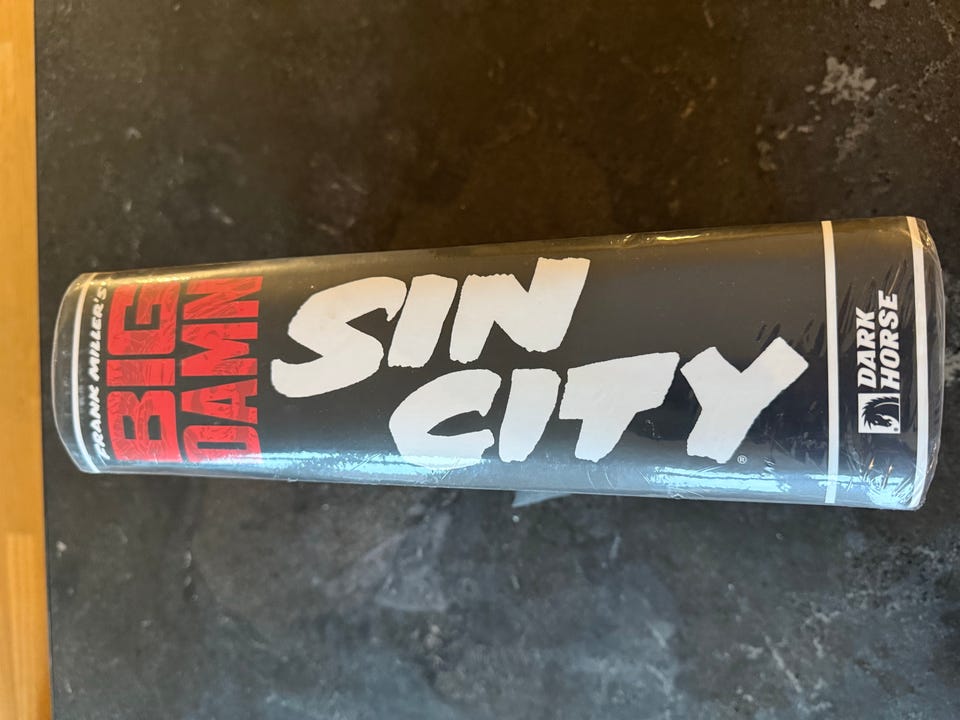 FRANK MILLER'S
BIG
DAMN
SIN
CITY
®
DARK
HORSE
®